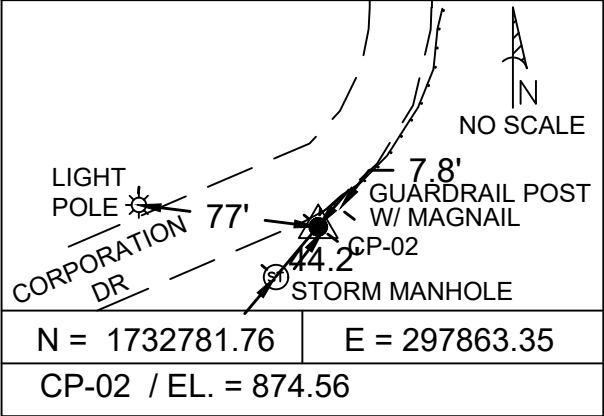 N
NO SCALE
LIGHT
POLE
7.8'
GUARDRAIL POST
W/ MAGNAIL
77'
CP-02
CORPORATION
DR
44.2'
ST
STORM MANHOLE
N = 1732781.76
E = 297863.35
CP-02 / EL. = 874.56